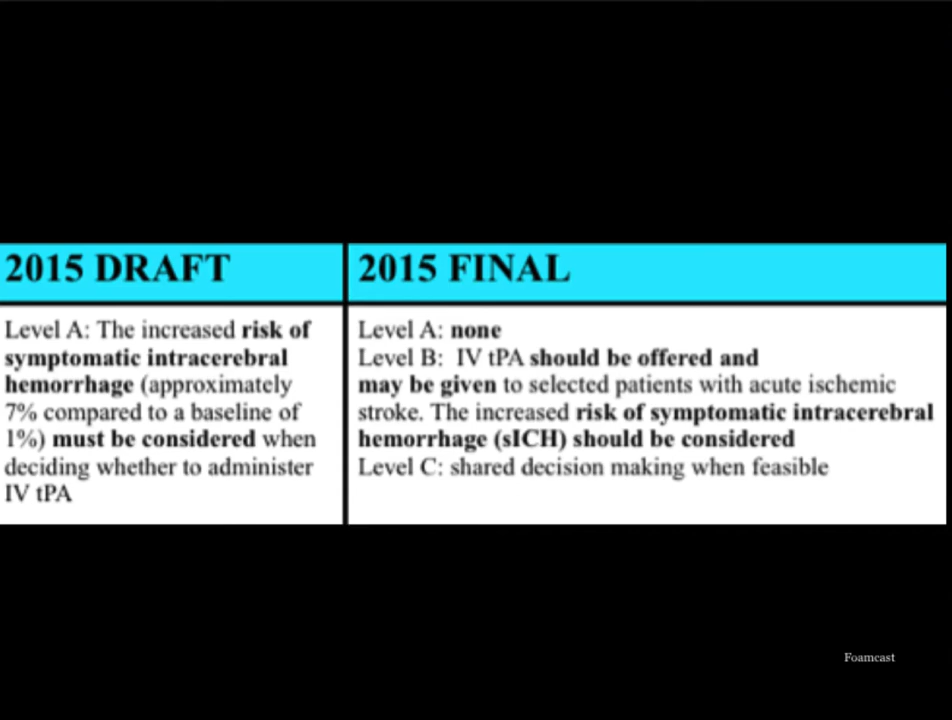 2015 DRAFT
2015 FINAL
Level A: The increased risk of
symptomatic intracerebral
hemorrhage (approximately
7% compared to a baseline of
1%) must be considered when
deciding whether to administer
IV tPA
Level A: none
Level B: IV tPA should be offered and
may be given to selected patients with acute ischemic
stroke. The increased risk of symptomatic intracerebral
hemorrhage (sICH) should be considered
Level C: shared decision making when feasible
Foamcast